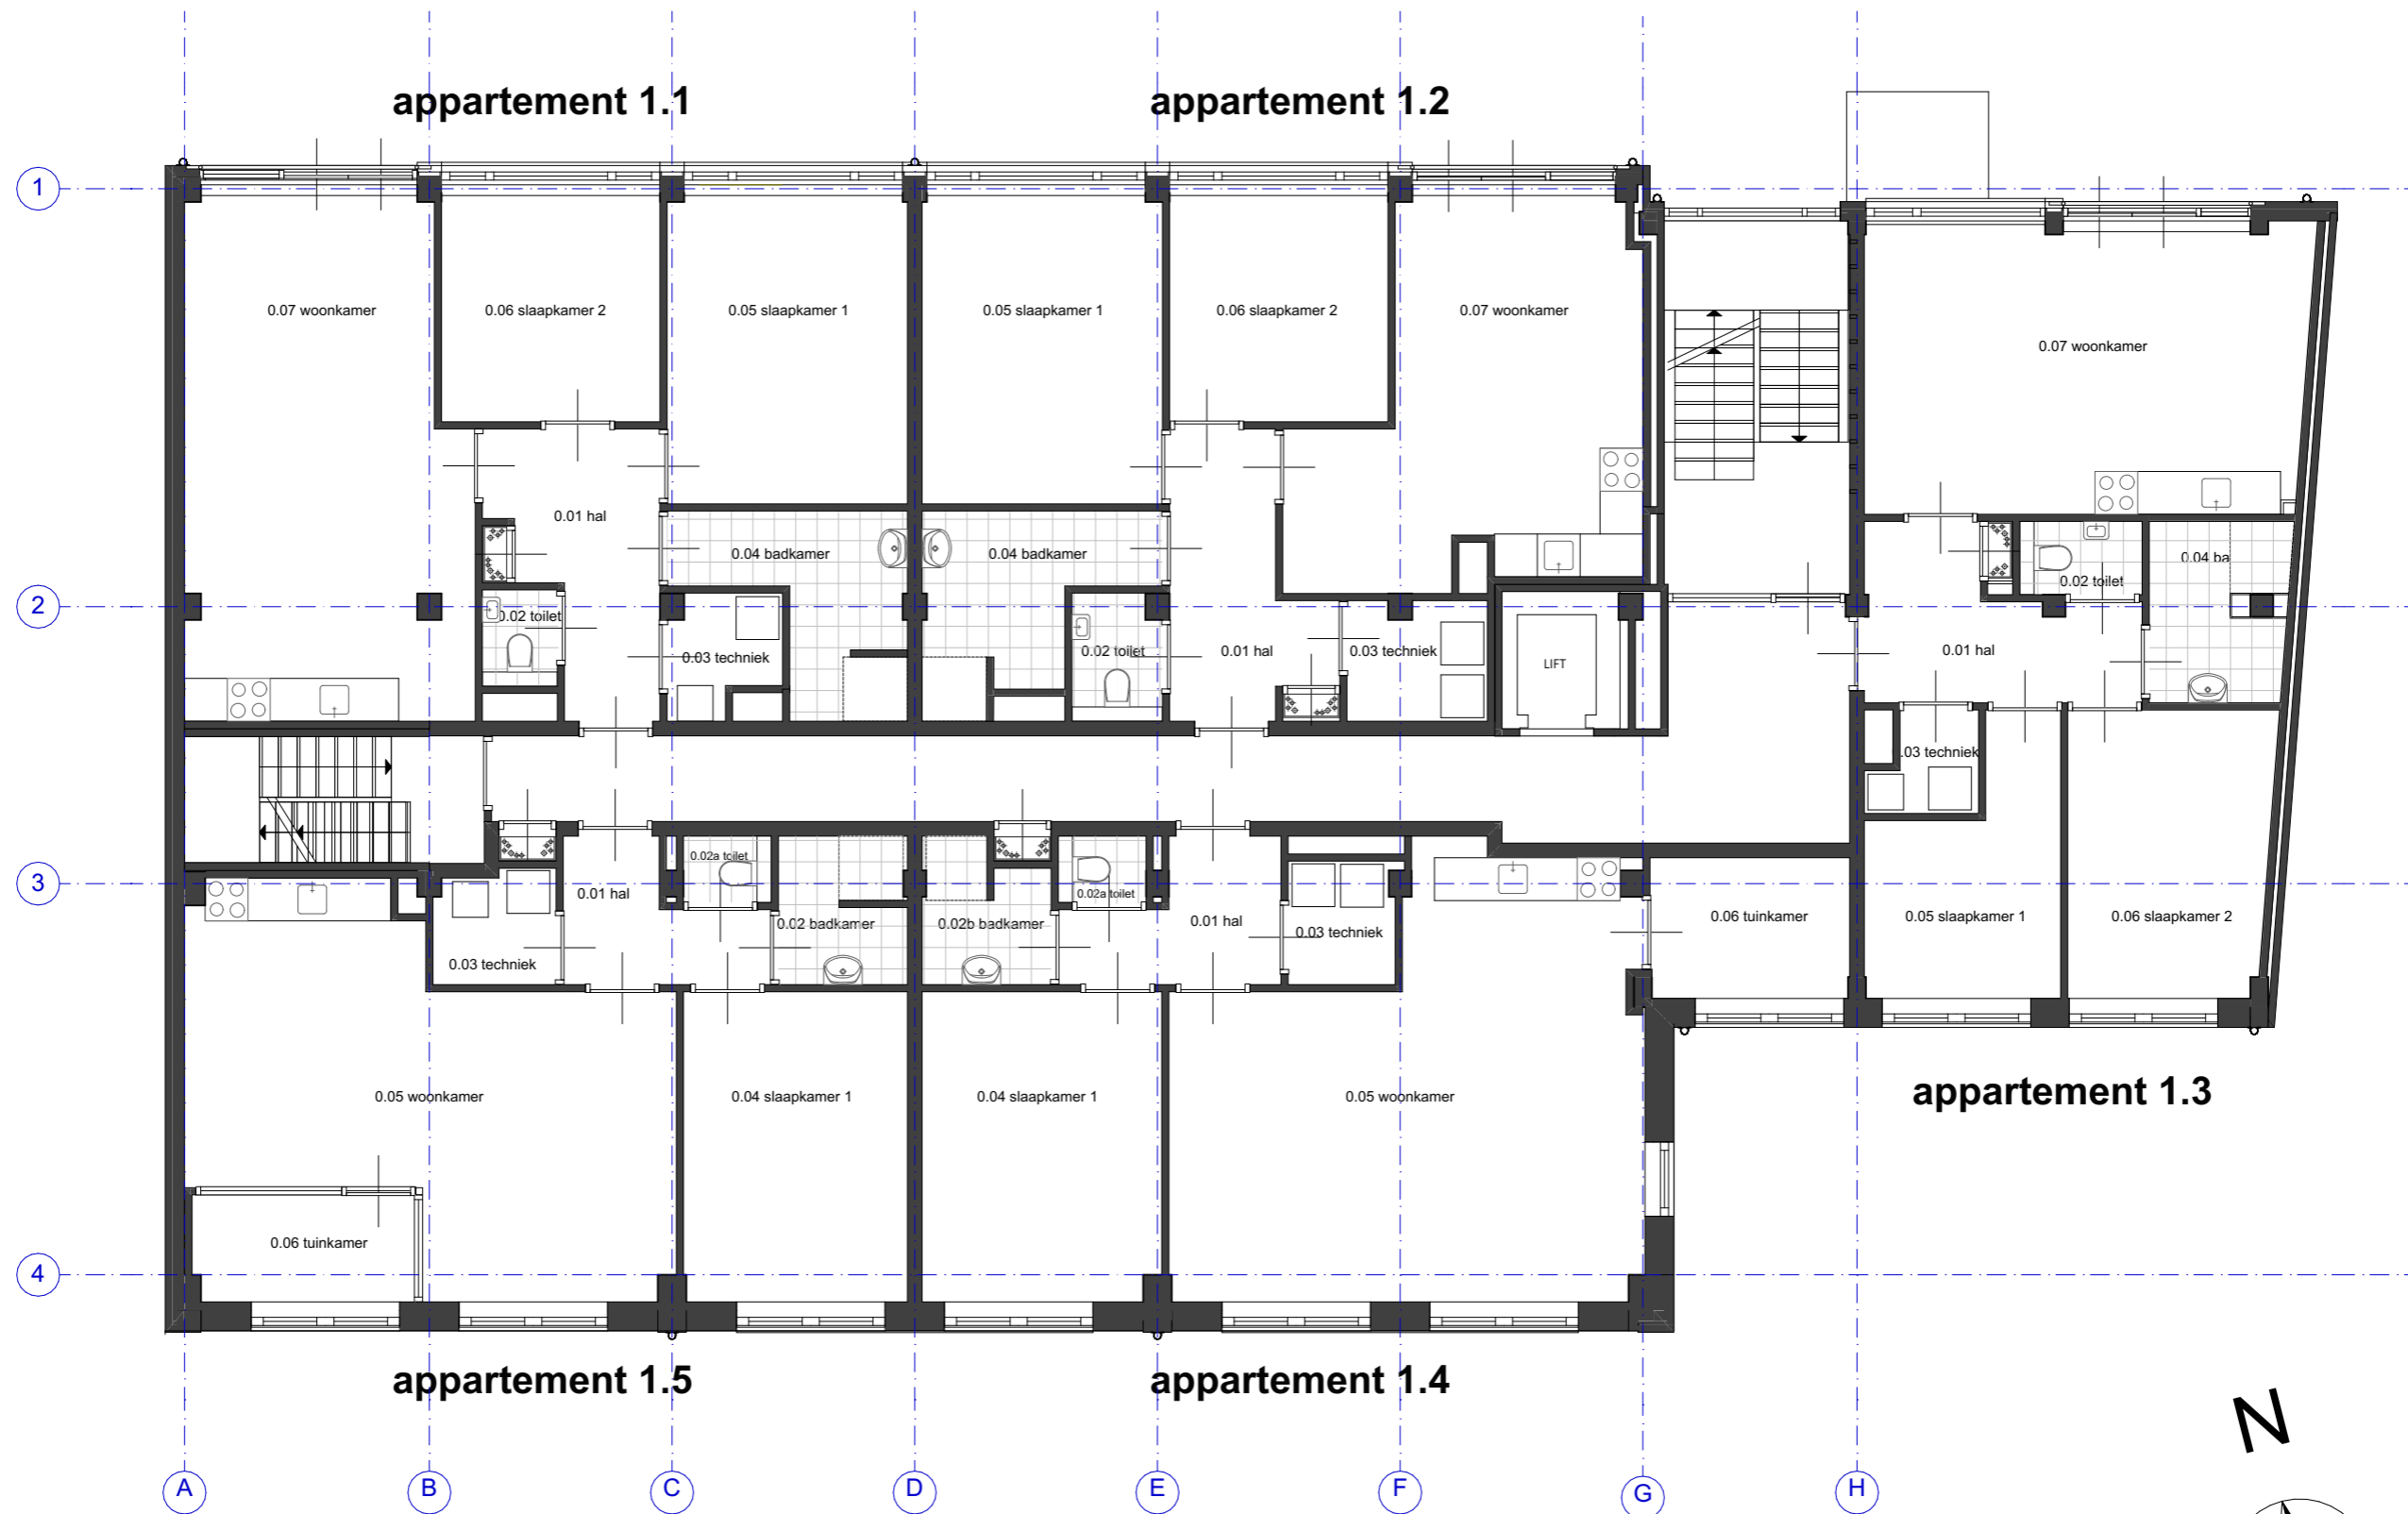 appartement 1.1
appartement 1.2
1
0.07 woonkamer
0.06 slaapkamer 2
0.05 slaapkamer 1
0.05 slaapkamer 1
0.06 slaapkamer 2
0.07 woonkamer
0.07 woonkamer
0.01 hal
0.04 badkamer
0.04 badkamer
0.04 ba
0.02 toilet
2
0.02 toilet
0.03 techniek
0.02 toilet
0.01 hal
0.03 techniek
LIFT
0.01 hal
.03 techniek
0.02a toilet
3
0.01 hal
0.02a toilet
0.02 badkamer
0.02b badkamer
0.01 hal
0.03 techniek
0.06 tuinkamer
0.05 slaapkamer 1
0.06 slaapkamer 2
0.03 techniek
0.05 woonkamer
0.04 slaapkamer 1
0.04 slaapkamer 1
0.05 woonkamer
appartement 1.3
0.06 tuinkamer
4
appartement 1.5
appartement 1.4
N
A
B
C
D
E
F
G
H